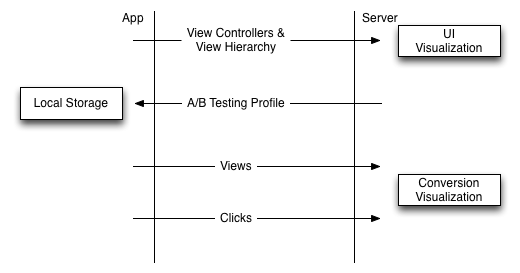 App
Server
View Controllers &
View Hierarchy
UI
Visualization
Local Storage
A/B Testing Profile
Views
Conversion
Visualization
Clicks